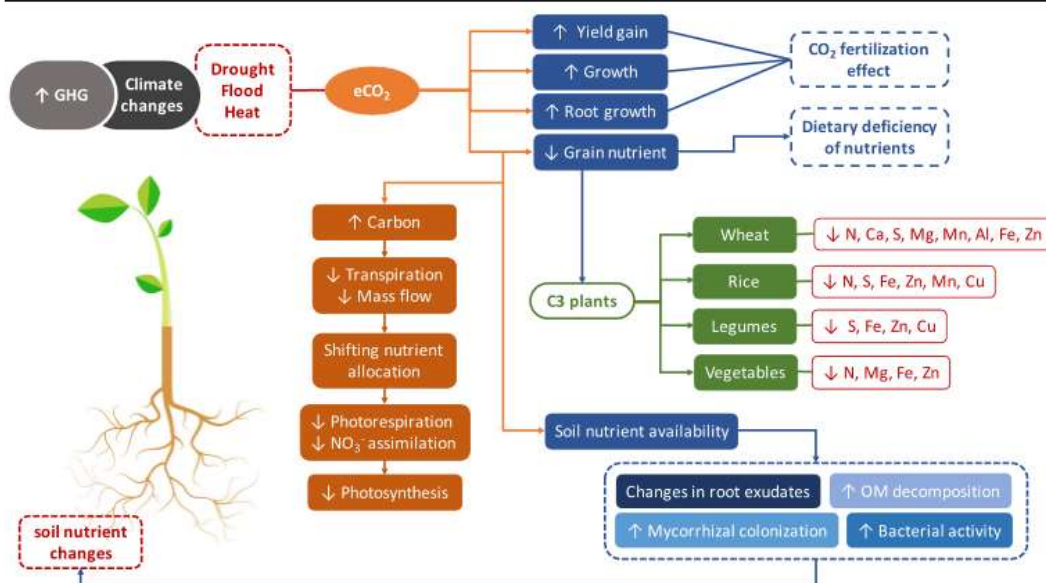 ↑ GHG
Climate
changes
Drought
Flood
Heat
eCO₂
↑ Yield gain
↑ Growth
↑ Root growth
↓ Grain nutrient
CO₂ fertilization
effect
Dietary deficiency
of nutrients
↑ Carbon
↓ Transpiration
↓ Mass flow
Shifting nutrient
allocation
↓ Photorespiration
↓ NO₃⁻ assimilation
↓ Photosynthesis
C3 plants
Wheat
↓ N, Ca, S, Mg, Mn, Al, Fe, Zn
Rice
↓ N, S, Fe, Zn, Mn, Cu
Legumes
↓ S, Fe, Zn, Cu
Vegetables
↓ N, Mg, Fe, Zn
Soil nutrient availability
Changes in root exudates
↑ OM decomposition
↑ Mycorrhizal colonization
↑ Bacterial activity
soil nutrient
changes